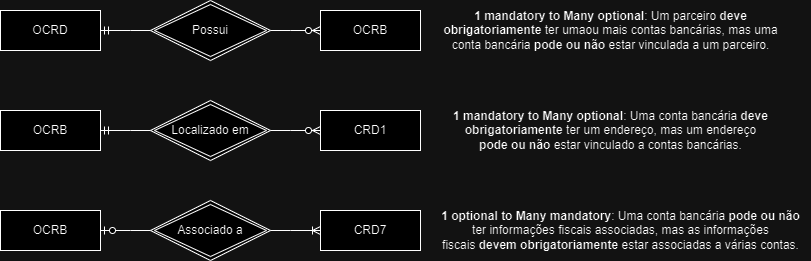 OCRD
Possui
OCRB
1 mandatory to Many optional: Um parceiro deve
obrigatoriamente ter umaou mais contas bancárias, mas uma
conta bancária pode ou não estar vinculada a um parceiro.
OCRB
Localizado em
CRD1
1 mandatory to Many optional: Uma conta bancária deve
obrigatoriamente ter um endereço, mas um endereço
pode ou não estar vinculado a contas bancárias.
OCRB
Associado a
CRD7
1 optional to Many mandatory: Uma conta bancária pode ou não
ter informações fiscais associadas, mas as informações
fiscais devem obrigatoriamente estar associadas a várias contas.